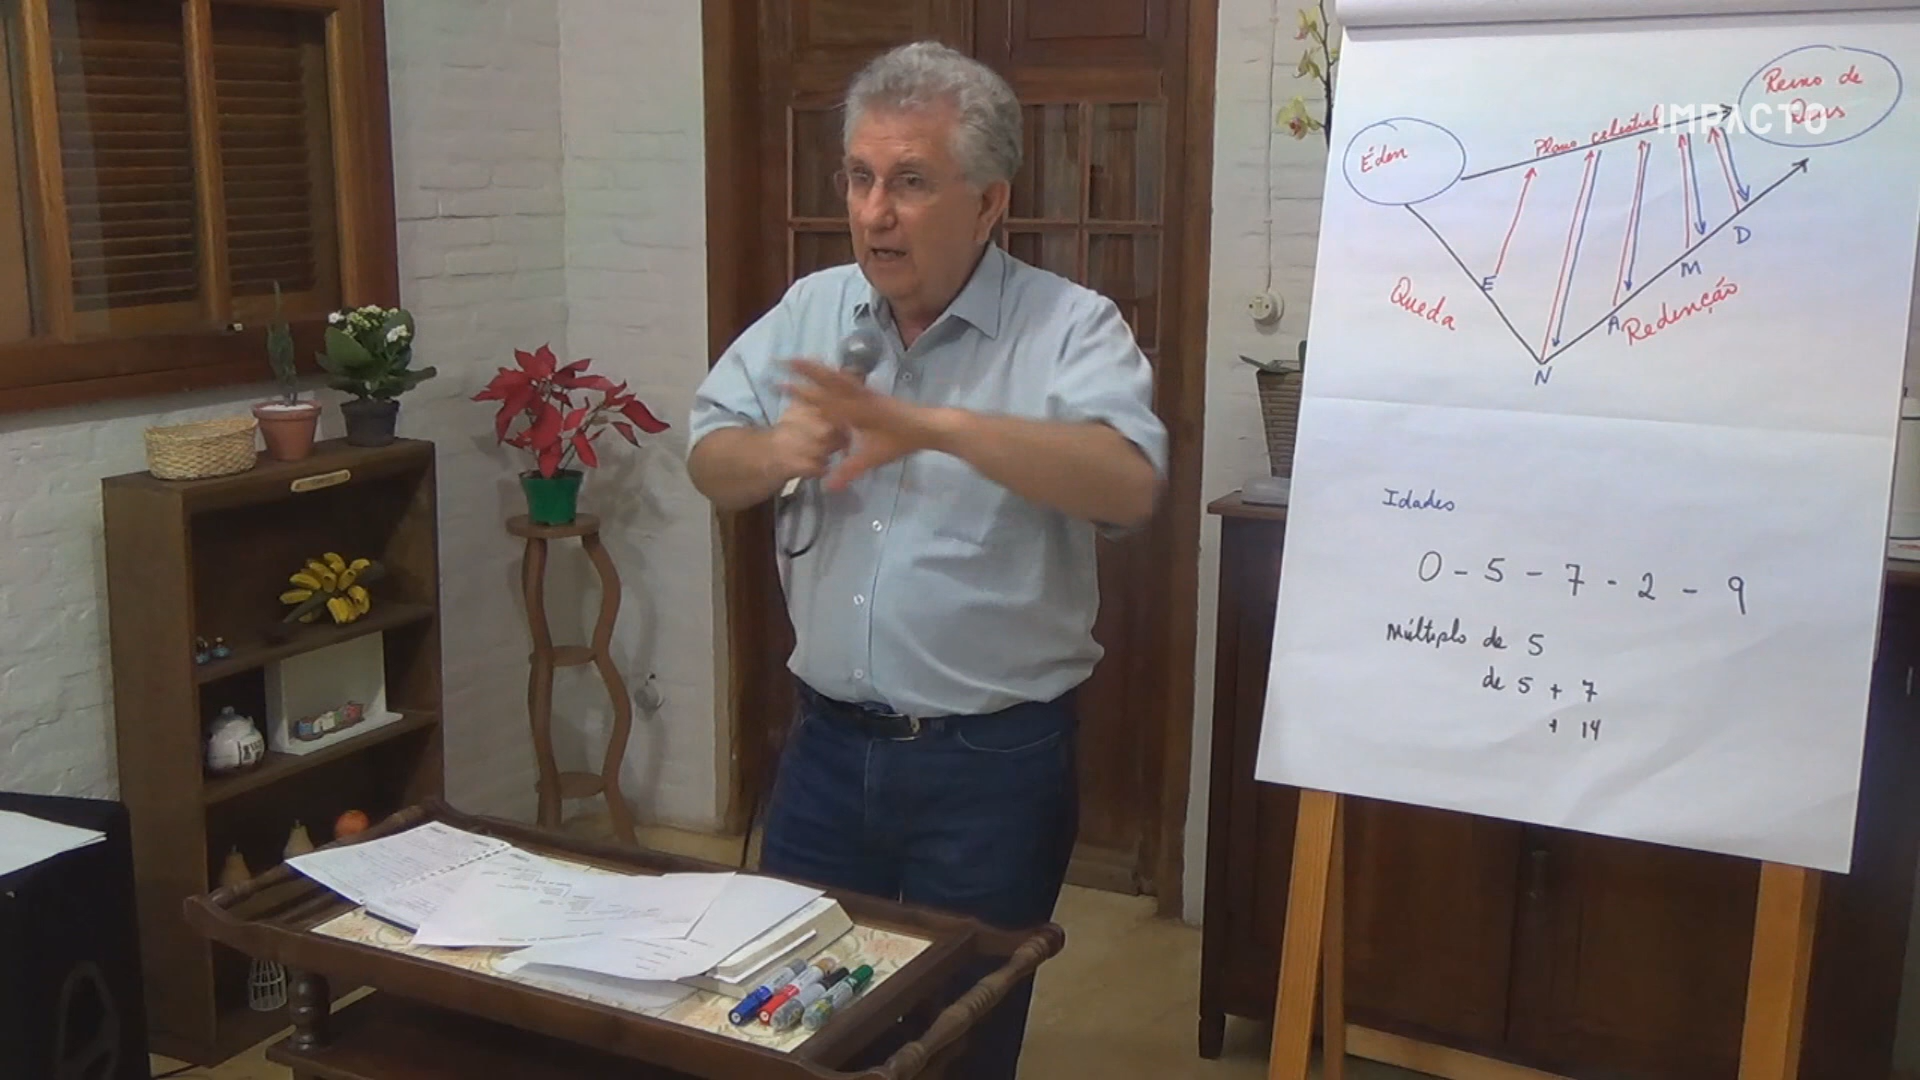 IMPACTO
Reino de
Deus
Éden
Plano celestial
E
Queda
D
M
Redenção
A
N
Idades
0 - 5 - 7 - 2 - 9
Múltiplo de 5
de 5 + 7
+ 14